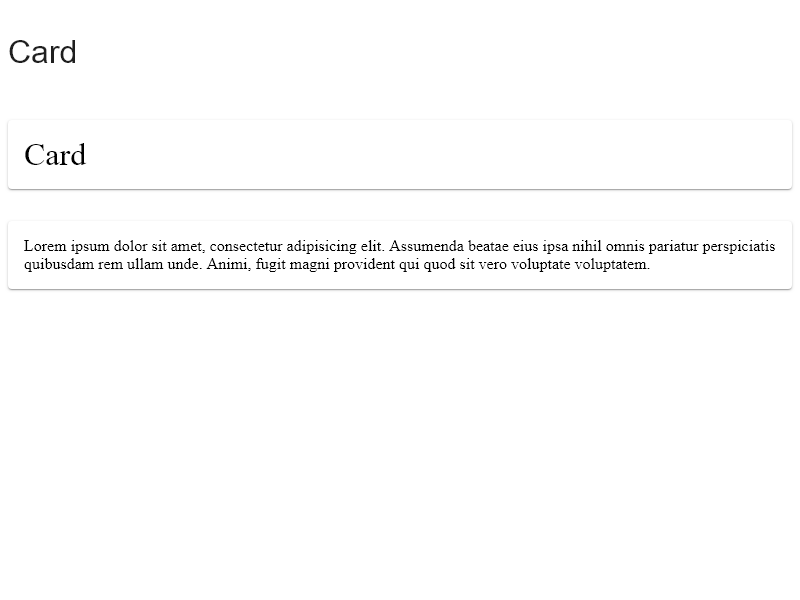 Card
Card
Lorem ipsum dolor sit amet, consectetur adipisicing elit. Assumenda beatae eius ipsa nihil omnis pariatur perspiciatis
quibusdam rem ullam unde. Animi, fugit magni provident qui quod sit vero voluptate voluptatem.